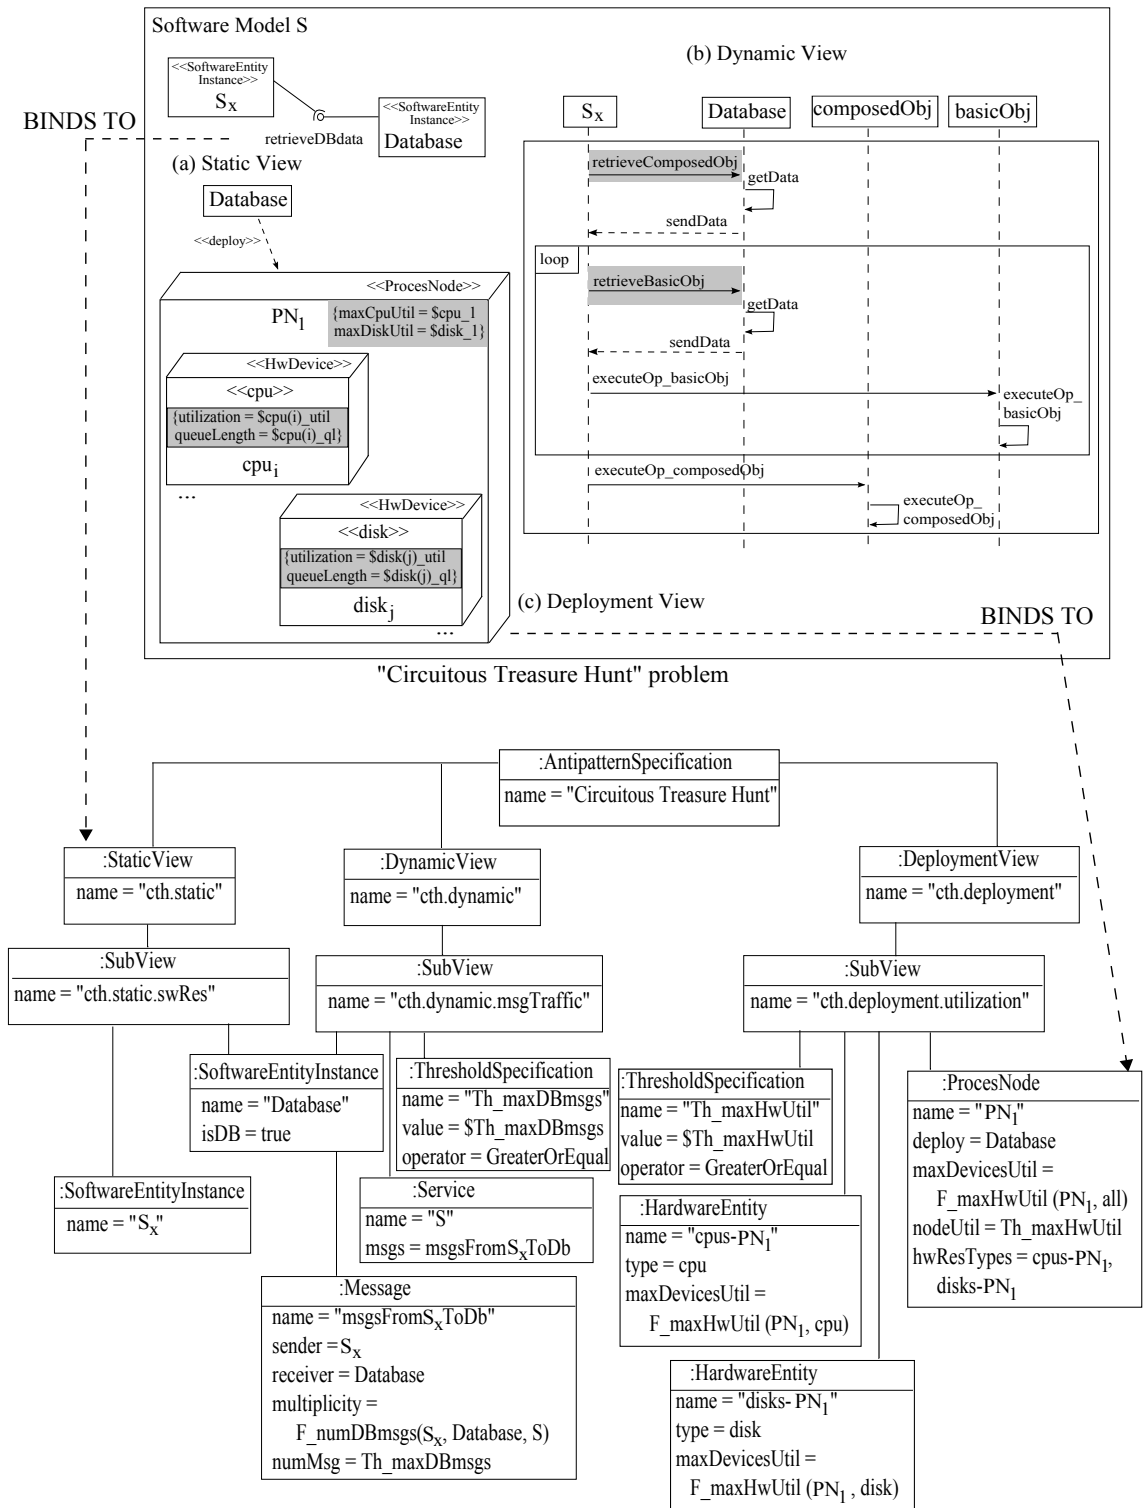 Software Model S
<<SoftwareEntity
Instance>>
Sx
BINDS TO
retrieveDBdata
<<SoftwareEntity
Instance>>
Database
(a) Static View
Database
<<deploy>>
<<ProcesNode>>
PN1
{maxCpuUtil = $cpu_1
maxDiskUtil = $disk_1}
<<HwDevice>>
<<cpu>>
{utilization = $cpu(i)_util
queueLength = $cpu(i)_ql}
cpui
...
<<HwDevice>>
<<disk>>
{utilization = $disk(j)_util
queueLength = $disk(j)_ql}
diskj
...
(b) Dynamic View
Sx
Database
composedObj
basicObj
retrieveComposedObj
getData
sendData
loop
retrieveBasicObj
getData
sendData
executeOp_basicObj
executeOp_
basicObj
executeOp_composedObj
executeOp_
composedObj
(c) Deployment View
BINDS TO
"Circuitous Treasure Hunt" problem
:AntipatternSpecification
name = "Circuitous Treasure Hunt"
:StaticView
name = "cth.static"
:DynamicView
name = "cth.dynamic"
:DeploymentView
name = "cth.deployment"
:SubView
name = "cth.static.swRes"
:SubView
name = "cth.dynamic.msgTraffic"
:SubView
name = "cth.deployment.utilization"
:SoftwareEntityInstance
name = "Database"
isDB = true
:ThresholdSpecification
name = "Th_maxDBmsgs"
value = $Th_maxDBmsgs
operator = GreaterOrEqual
:ThresholdSpecification
name = "Th_maxHwUtil"
value = $Th_maxHwUtil
operator = GreaterOrEqual
:ProcesNode
name = "PN1"
deploy = Database
maxDevicesUtil =
F_maxHwUtil (PN1, all)
nodeUtil = Th_maxHwUtil
hwResTypes = cpus-PN1,
disks-PN1
:SoftwareEntityInstance
name = "Sx"
:Service
name = "S"
msgs = msgsFromSxToDb
:HardwareEntity
name = "cpus-PN1"
type = cpu
maxDevicesUtil =
F_maxHwUtil (PN1, cpu)
:Message
name = "msgsFromSxToDb"
sender =Sx
receiver = Database
multiplicity =
F_numDBmsgs(Sx, Database, S)
numMsg = Th_maxDBmsgs
:HardwareEntity
name = "disks- PN1"
type = disk
maxDevicesUtil =
F_maxHwUtil (PN1 , disk)